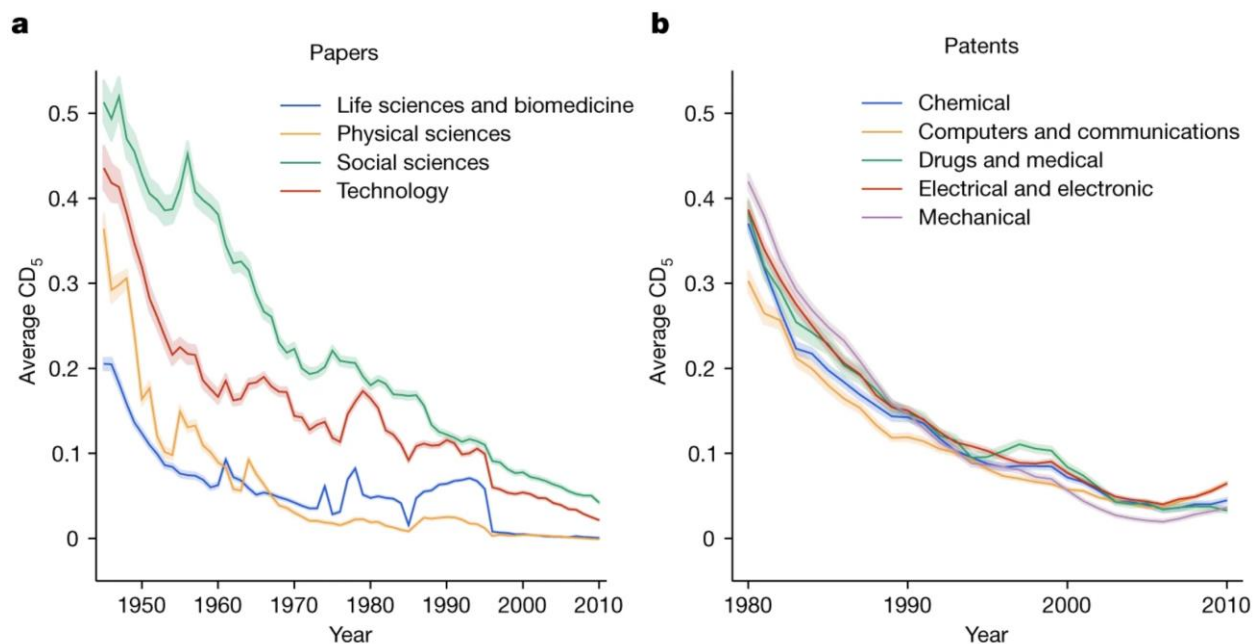 a
Papers
Life sciences and biomedicine
Physical sciences
Social sciences
Technology
0.5
0.4
0.3
0.2
0.1
0
Average CD5
1950 1960 1970 1980 1990 2000 2010
Year
b
Patents
Chemical
Computers and communications
Drugs and medical
Electrical and electronic
Mechanical
0.5
0.4
0.3
0.2
0.1
0
Average CD5
1980 1990 2000 2010
Year